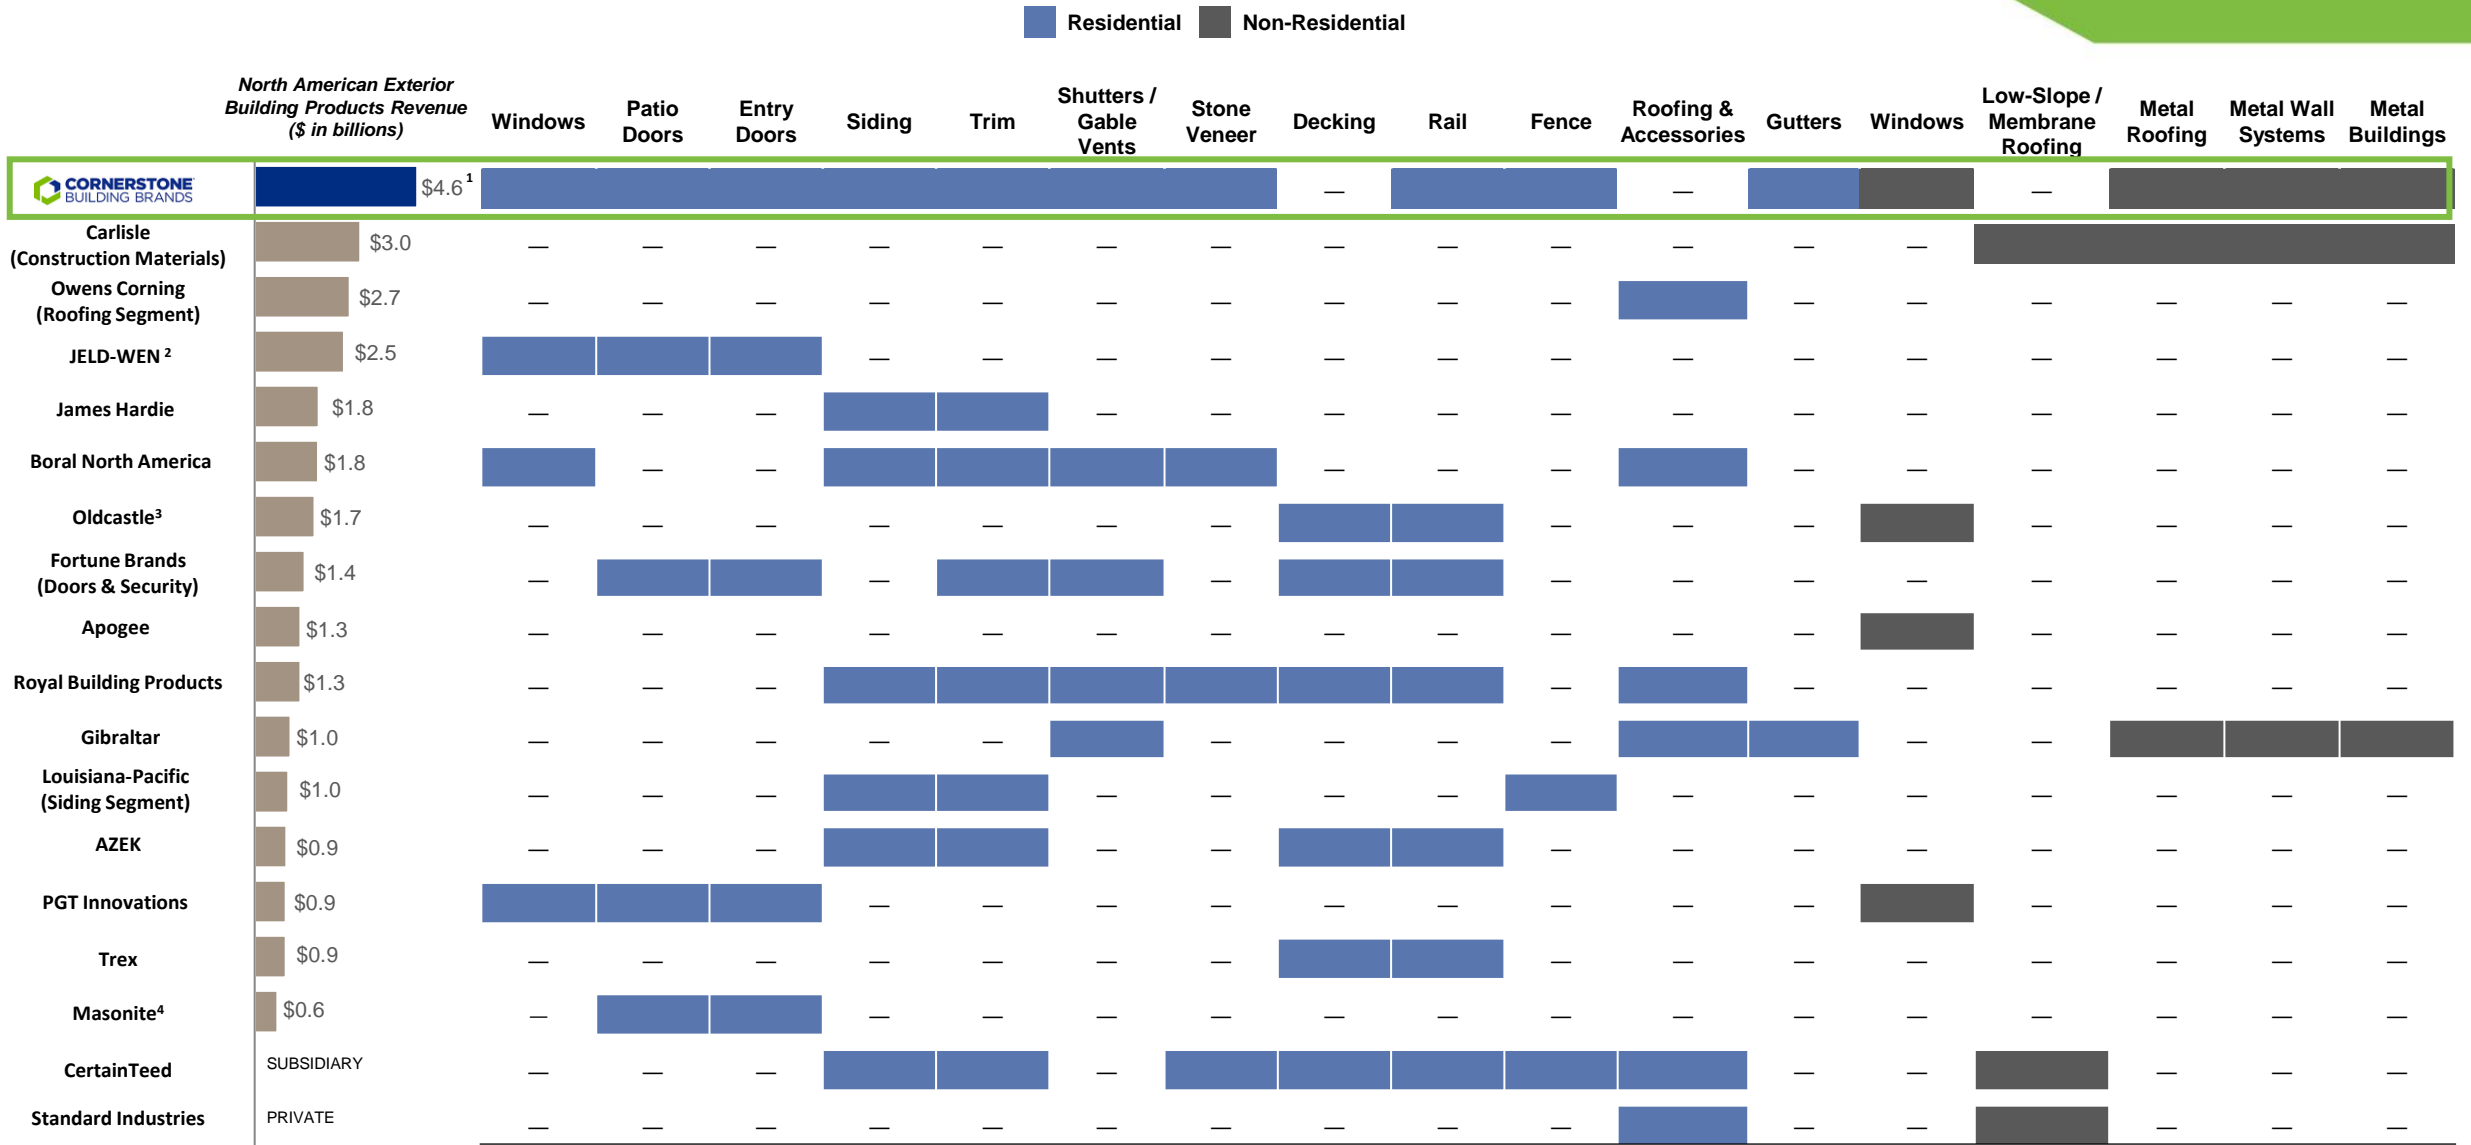 Residential Non-Residential
North American Exterior
Building Products Revenue
($ in billions)
Windows
Patio
Doors
Entry
Doors
Siding
Trim
Shutters /
Gable
Vents
Stone
Veneer
Decking
Rail
Fence
Roofing &
Accessories
Gutters
Windows
Low-Slope /
Membrane
Roofing
Metal
Roofing
Metal Wall
Systems
Metal
Buildings
CORNERSTONE
BUILDING BRANDS
$4.6 1
— —
—
Carlisle
(Construction Materials)
$3.0
— — — — — — — — — — — — —
Owens Corning
(Roofing Segment)
$2.7
— — — — — — — — — — — — — — — —
JELD-WEN 2
$2.5
— — — — — — — — — — — — — —
James Hardie
$1.8
— — — — — — — — — — — — — — —
Boral North America
$1.8
— — — — — — — — — — —
Oldcastle3
$1.7
— — — — — — — — — — — — — —
Fortune Brands
(Doors & Security)
$1.4
— — — — — — — — — — —
Apogee
$1.3
— — — — — — — — — — — — — — — —
Royal Building Products
$1.3
— — — — — — — — — —
Gibraltar
$1.0
— — — — — — — — — — —
Louisiana-Pacific
(Siding Segment)
$1.0
— — — — — — — — — — — — — —
AZEK
$0.9
— — — — — — — — — — — — —
PGT Innovations
$0.9
— — — — — — — — — — — — —
Trex
$0.9
— — — — — — — — — — — — — — —
Masonite4
$0.6
— — — — — — — — — — — — — — —
CertainTeed
SUBSIDIARY
— — — — — — — — —
Standard Industries
PRIVATE
— — — — — — — — — — — — — — —